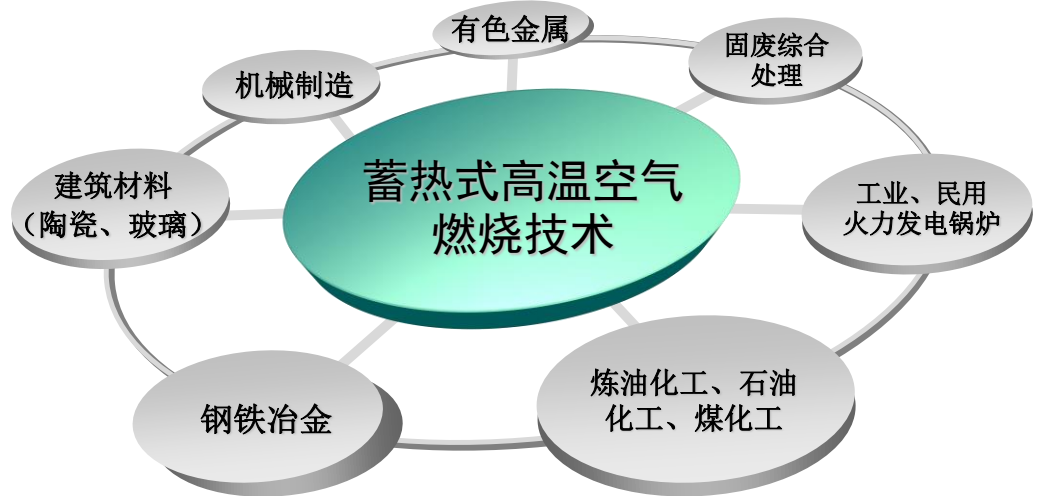 有色金属
固废综合
处理
机械制造
蓄热式高温空气
燃烧技术
建筑材料
（陶瓷、玻璃）
工业、民用
火力发电锅炉
钢铁冶金
炼油化工、石油
化工、煤化工